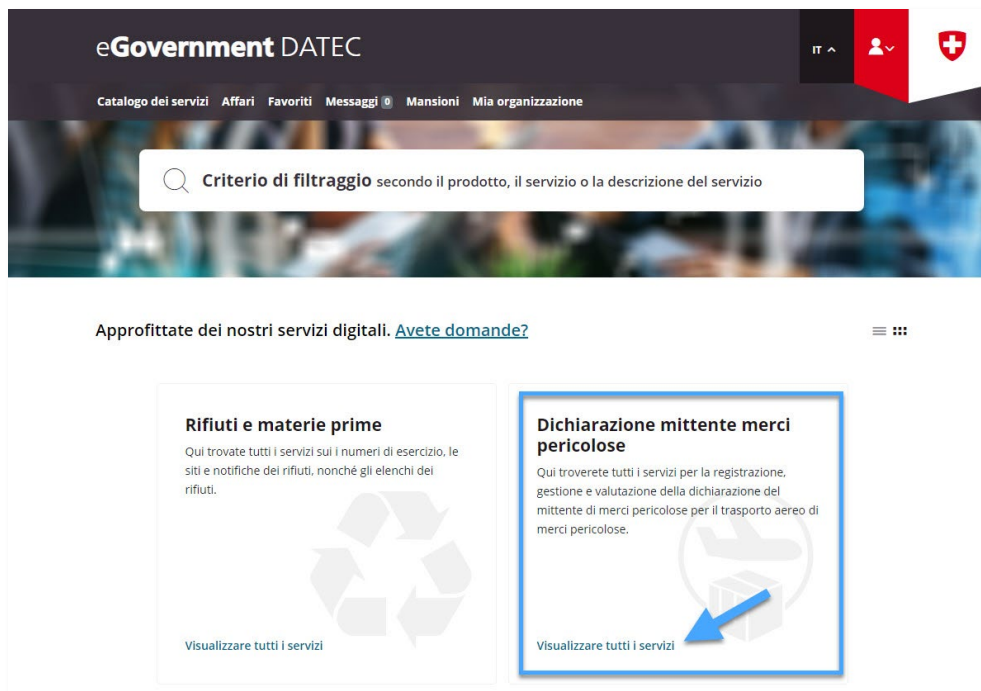 eGovernment DATEC
IT
Catalogo dei servizi Affari Favoriti Messaggi 0 Mansioni Mia organizzazione
Criterio di filtraggio secondo il prodotto, il servizio o la descrizione del servizio
Approfittate dei nostri servizi digitali. Avete domande?
Rifiuti e materie prime
Qui trovate tutti i servizi sui i numeri di esercizio, le
siti e notifiche dei rifiuti, nonché gli elenchi dei
rifiuti.
Visualizzare tutti i servizi
Dichiarazione mittente merci
pericolose
Qui troverete tutti i servizi per la registrazione,
gestione e valutazione della dichiarazione del
mittente di merci pericolose per il trasporto aereo di
merci pericolose.
Visualizzare tutti i servizi